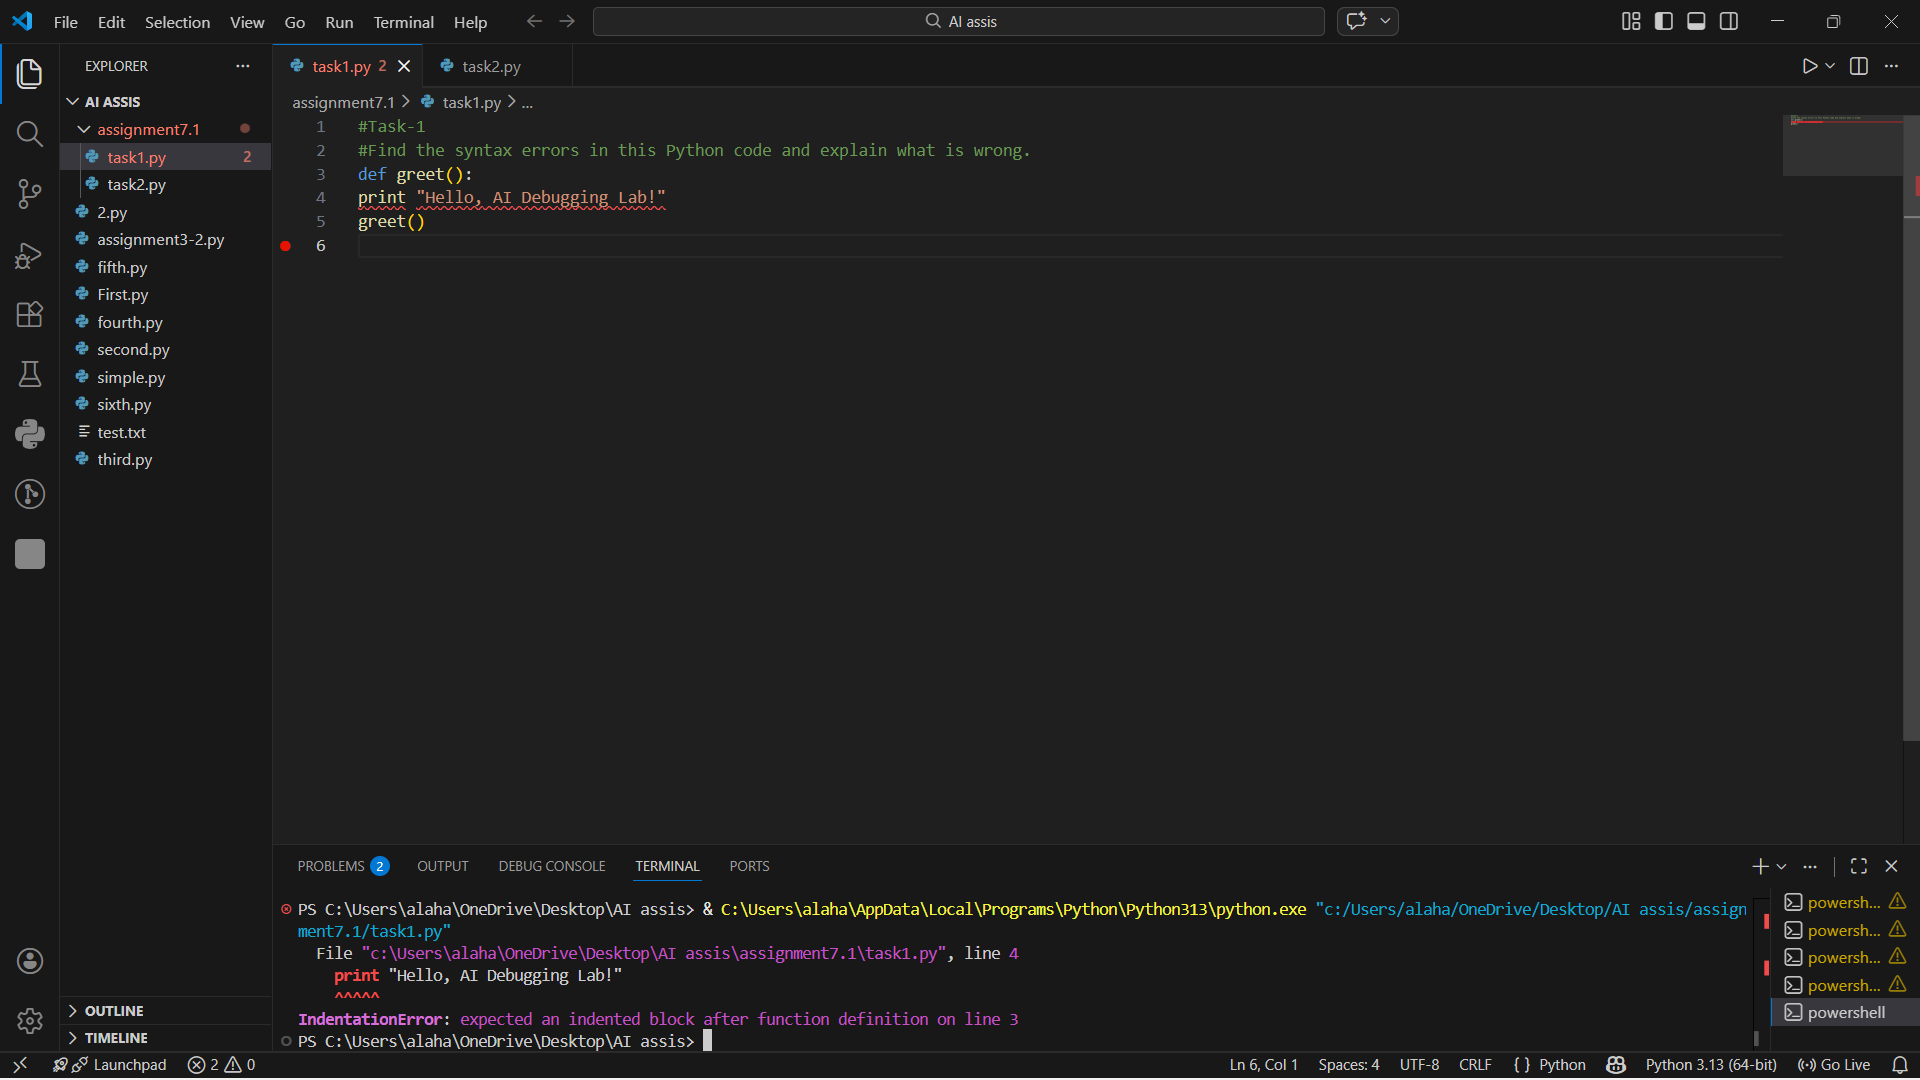 File Edit Selection View Go Run Terminal Help
AI assis
EXPLORER
AI ASSIS
assignment7.1
task1.py 2
task2.py
2.py
assignment3-2.py
fifth.py
First.py
fourth.py
second.py
simple.py
sixth.py
test.txt
third.py
OUTLINE
TIMELINE
task1.py 2
task2.py
assignment7.1 > task1.py > ...
1 #Task-1
2 #Find the syntax errors in this Python code and explain what is wrong.
3 def greet():
4 print "Hello, AI Debugging Lab!"
5 greet()
6
PROBLEMS 2 OUTPUT DEBUG CONSOLE TERMINAL PORTS
PS C:\Users\alaha\OneDrive\Desktop\AI assis> & C:\Users\alaha\AppData\Local\Programs\Python\Python313\python.exe "c:/Users/alaha/OneDrive/Desktop/AI assis/assign
ment7.1/task1.py"
File "c:\Users\alaha\OneDrive\Desktop\AI assis\assignment7.1\task1.py", line 4
print "Hello, AI Debugging Lab!"
^^^^^
IndentationError: expected an indented block after function definition on line 3
PS C:\Users\alaha\OneDrive\Desktop\AI assis>
powersh...
powersh...
powersh...
powersh...
powershell
Launchpad 2 0 Ln 6, Col 1 Spaces: 4 UTF-8 CRLF { } Python Python 3.13 (64-bit) Go Live